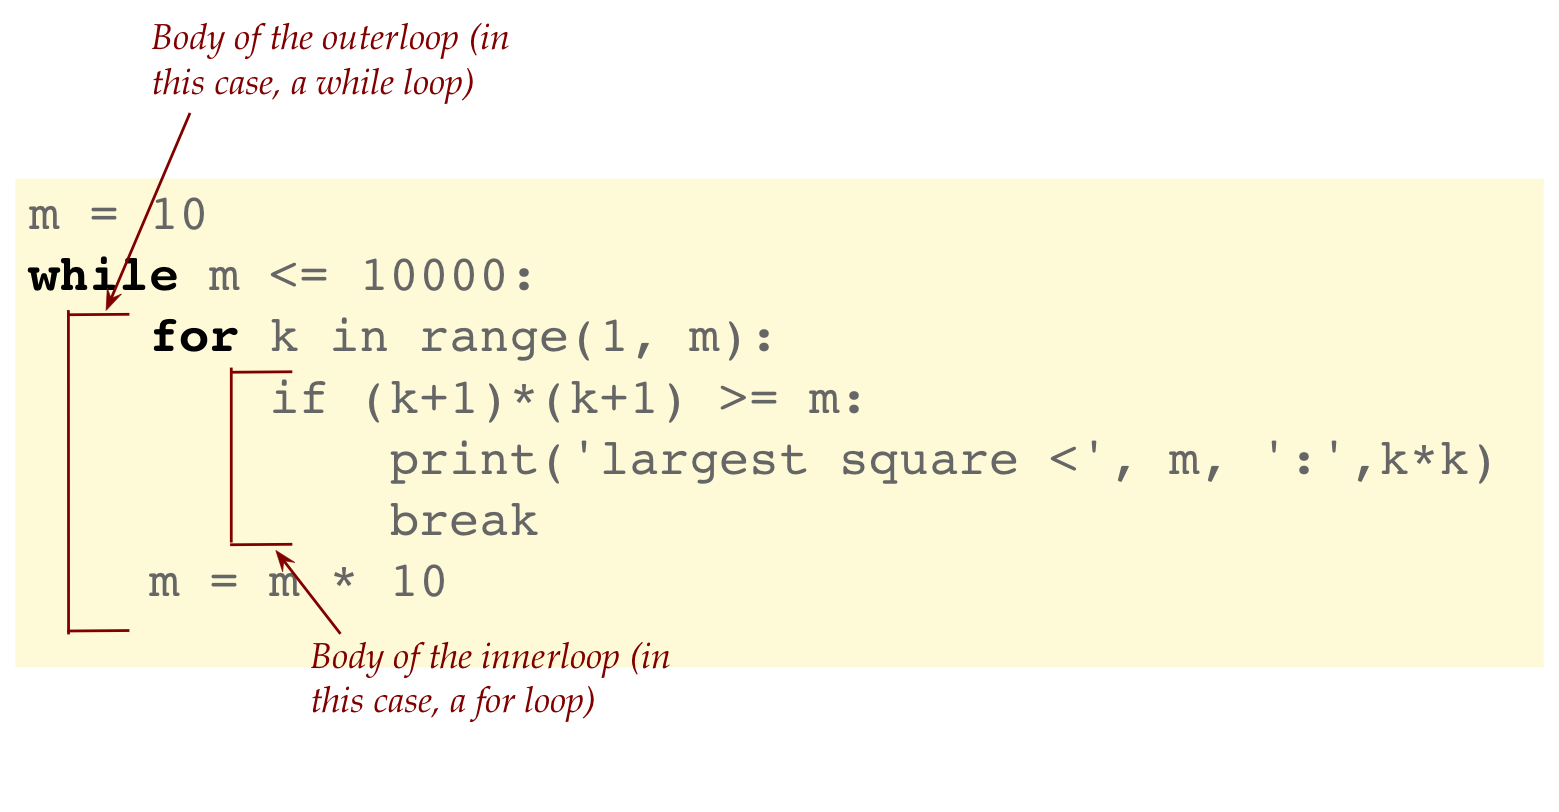 Body of the outerloop (in
this case, a while loop)
m = 10
while m <= 10000:
    for k in range(1, m):
        if (k+1)*(k+1) >= m:
            print('largest square <', m, ':',k*k)
            break
    m = m * 10
Body of the innerloop (in
this case, a for loop)